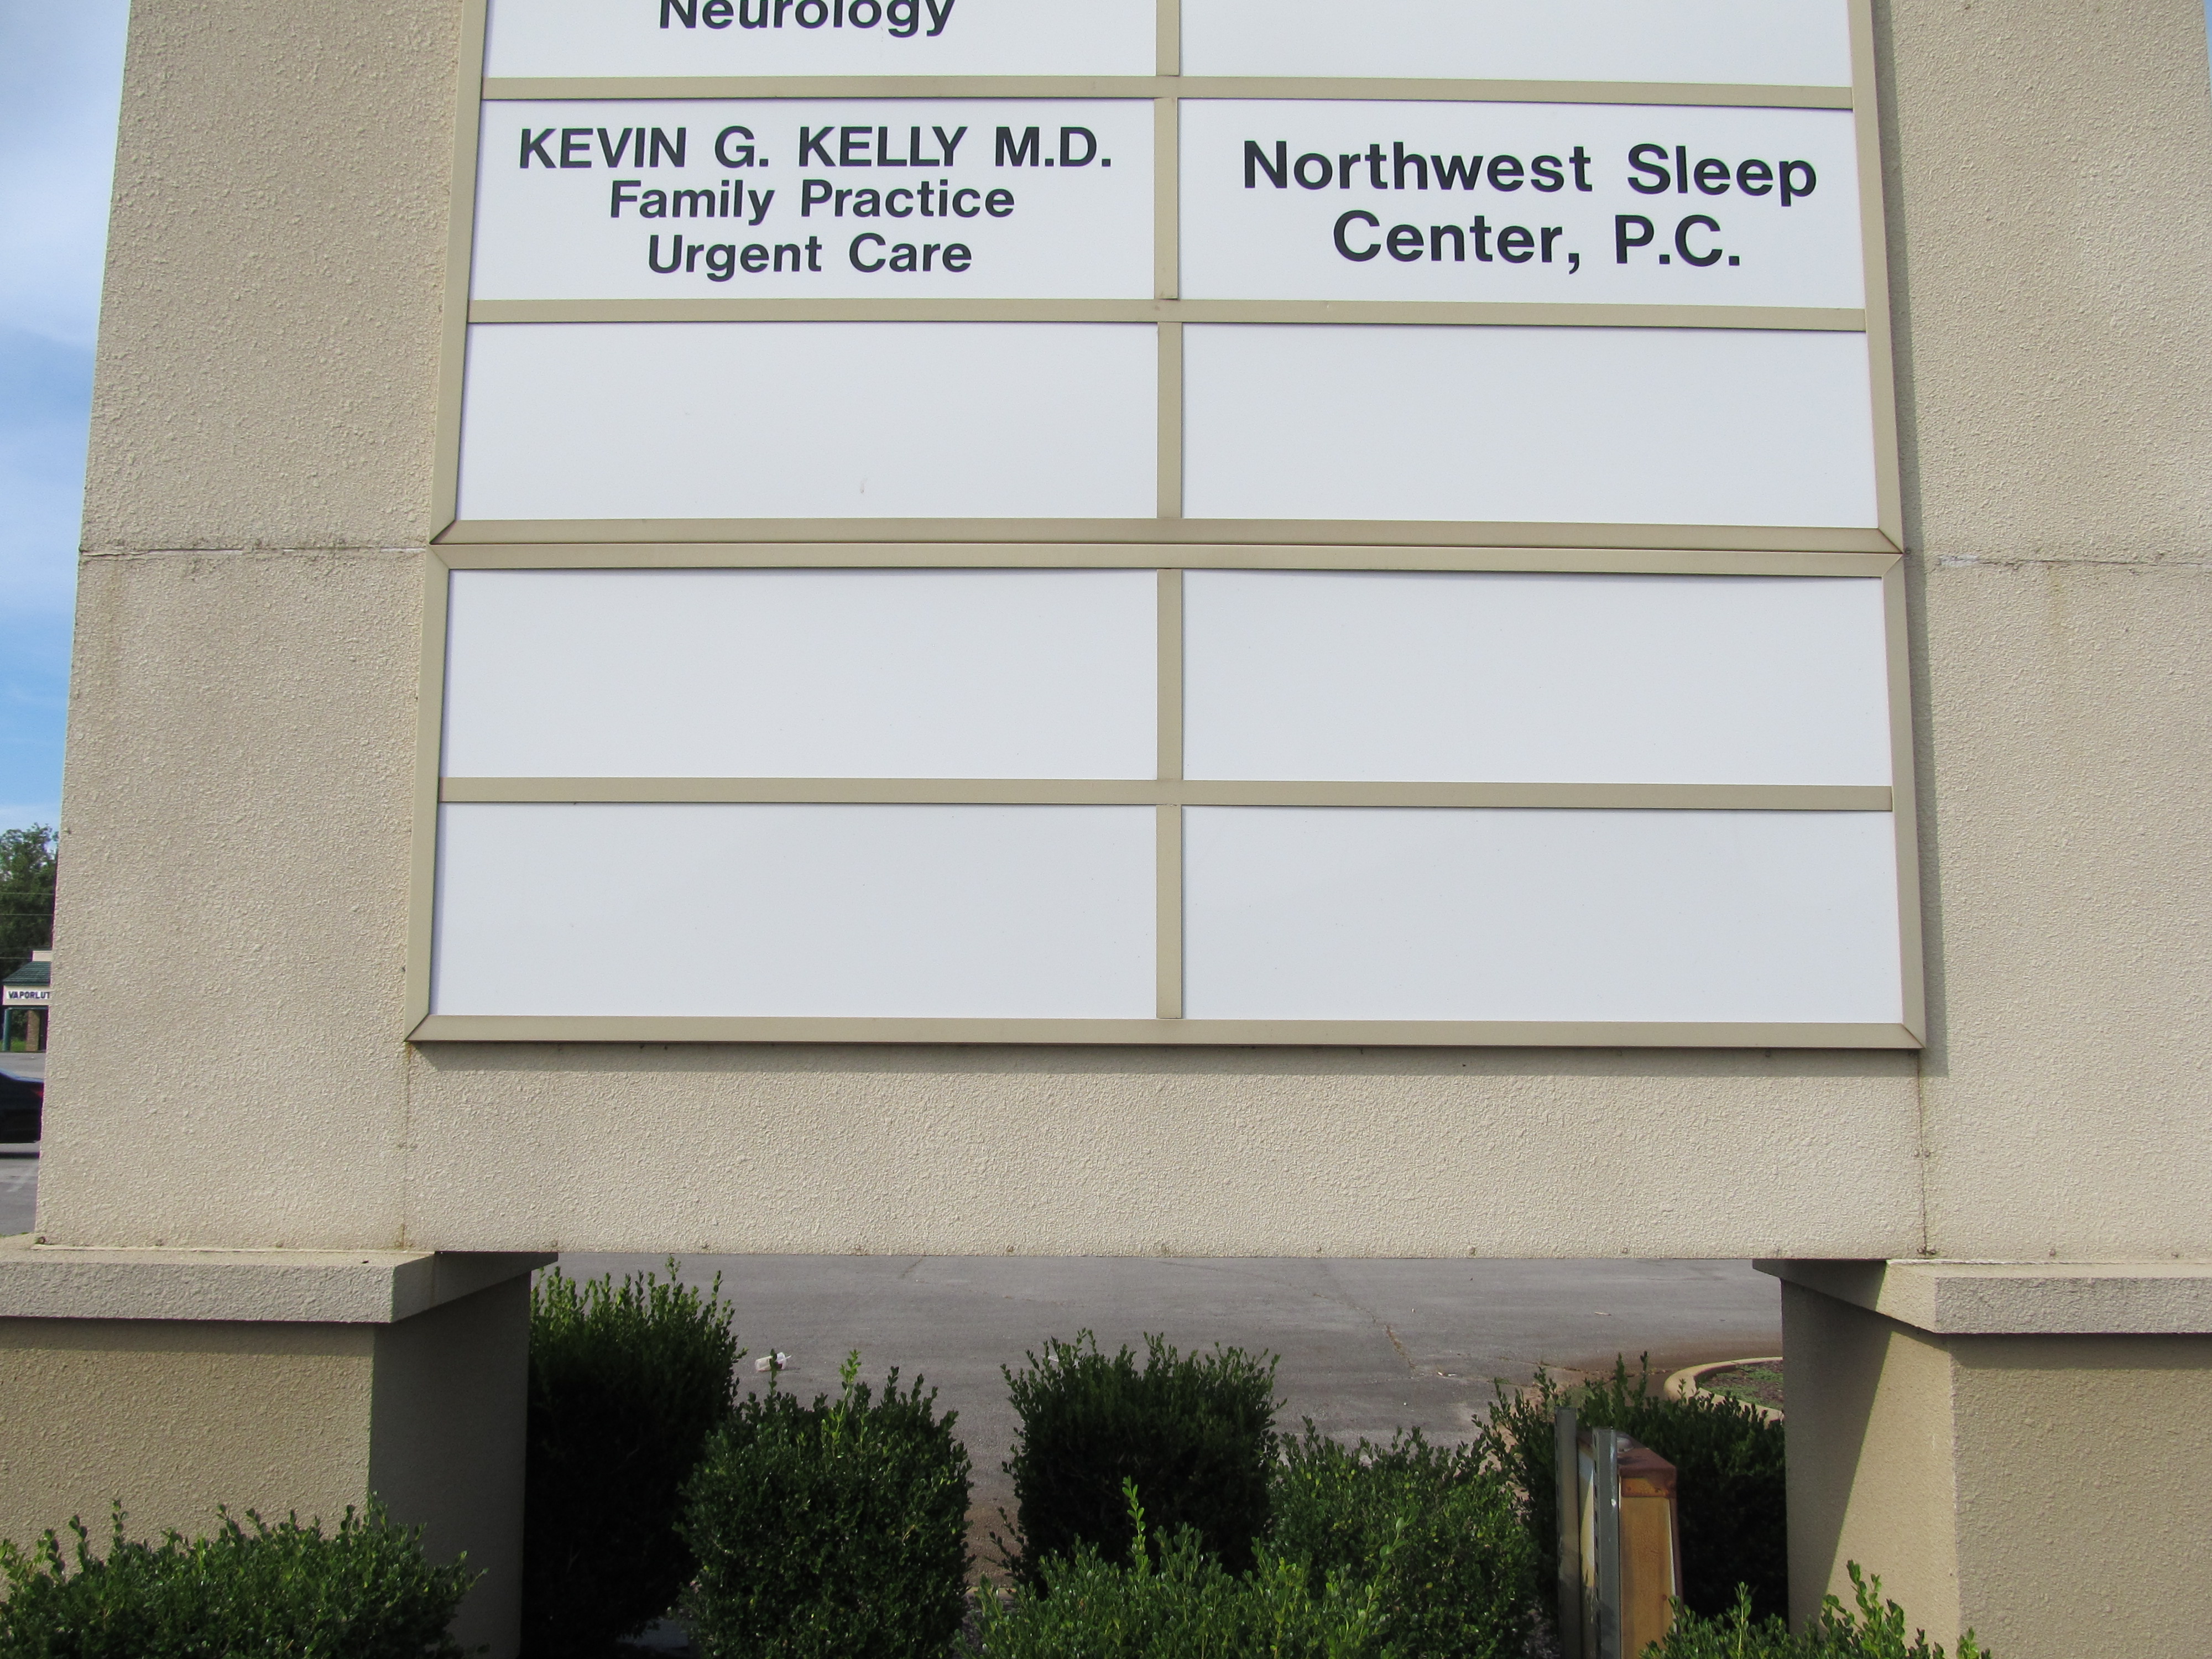 Neurology
KEVIN G. KELLY M.D.
Family Practice
Urgent Care
Northwest Sleep
Center, P.C.